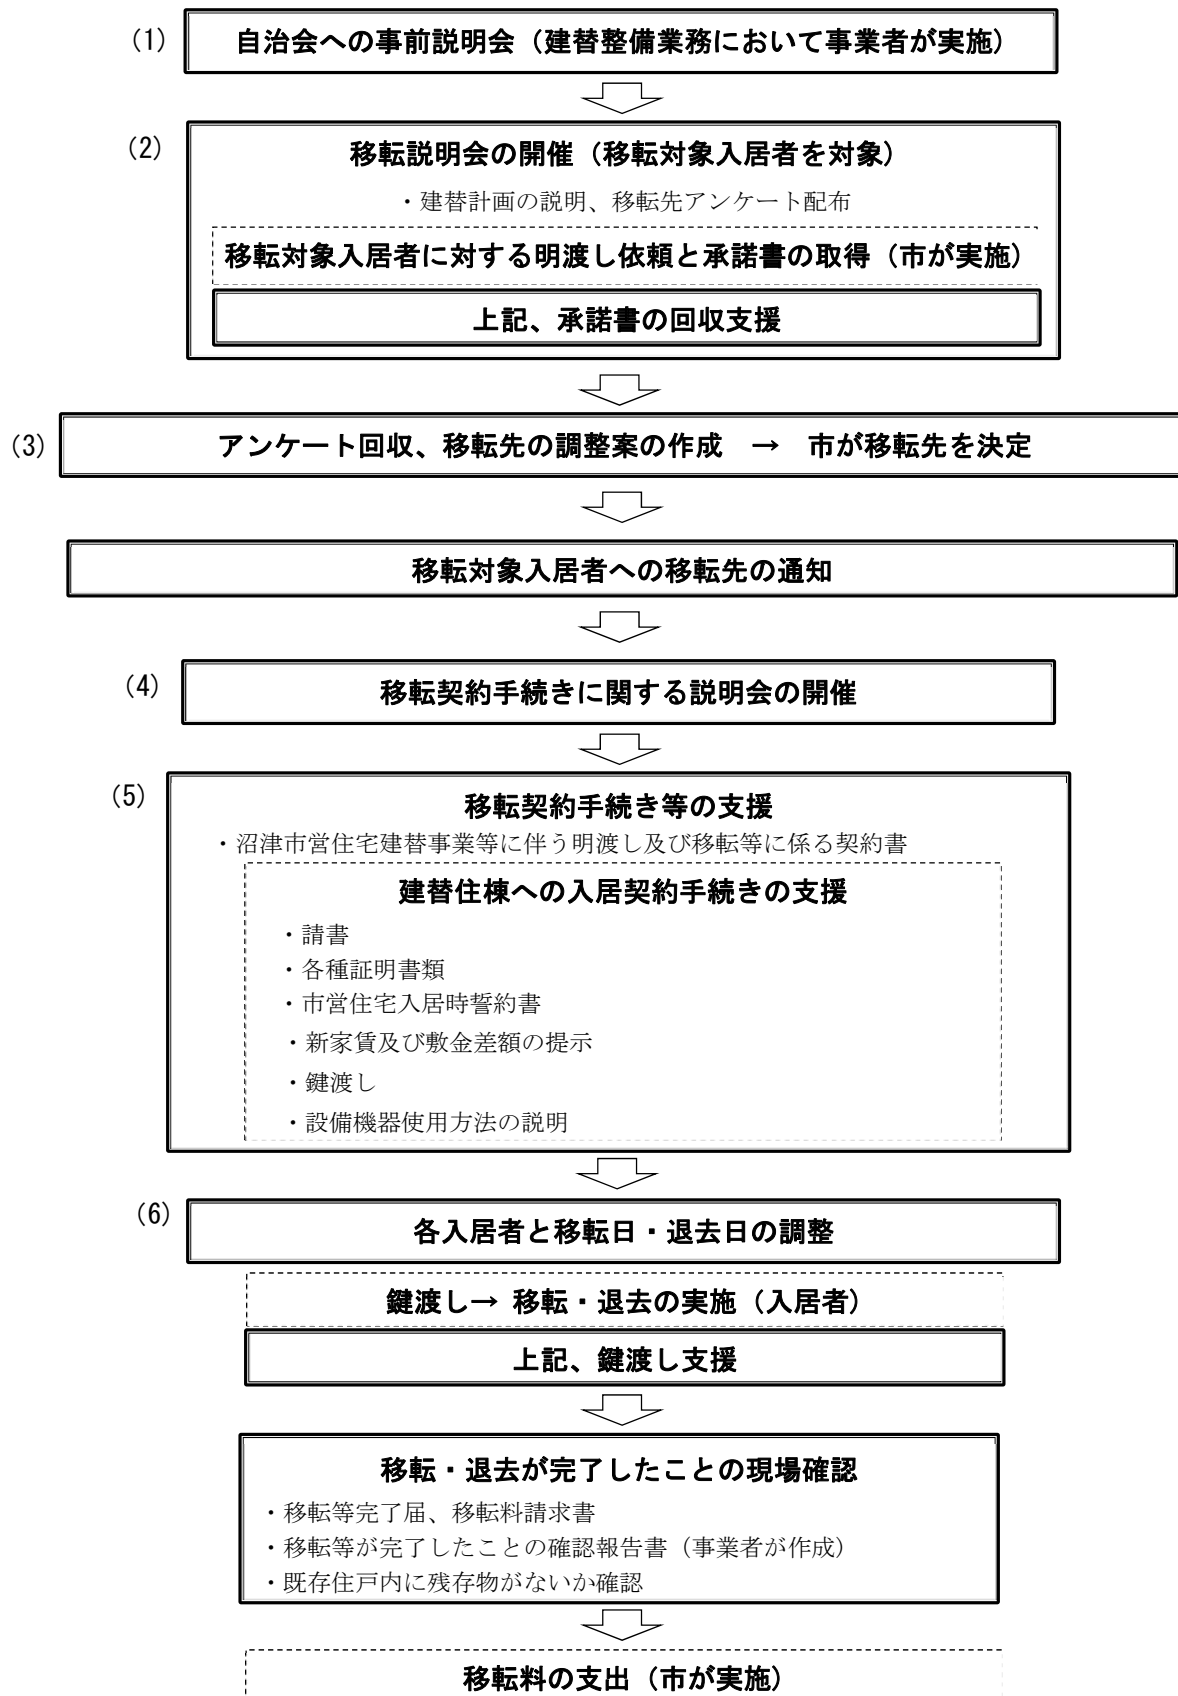 (1) 自治会への事前説明会（建替整備業務において事業者が実施）
(2) 移転説明会の開催（移転対象入居者を対象）
・建替計画の説明、移転先アンケート配布
移転対象入居者に対する明渡し依頼と承諾書の取得（市が実施）
上記、承諾書の回収支援
(3) アンケート回収、移転先の調整案の作成　→　市が移転先を決定
移転対象入居者への移転先の通知
(4) 移転契約手続きに関する説明会の開催
(5) 移転契約手続き等の支援
・沼津市営住宅建替事業等に伴う明渡し及び移転等に係る契約書
建替住棟への入居契約手続きの支援
・請書
・各種証明書類
・市営住宅入居時誓約書
・新家賃及び敷金差額の提示
・鍵渡し
・設備機器使用方法の説明
(6) 各入居者と移転日・退去日の調整
鍵渡し→ 移転・退去の実施（入居者）
上記、鍵渡し支援
移転・退去が完了したことの現場確認
・移転等完了届、移転料請求書
・移転等が完了したことの確認報告書（事業者が作成）
・既存住戸内に残存物がないか確認
移転料の支出（市が実施）